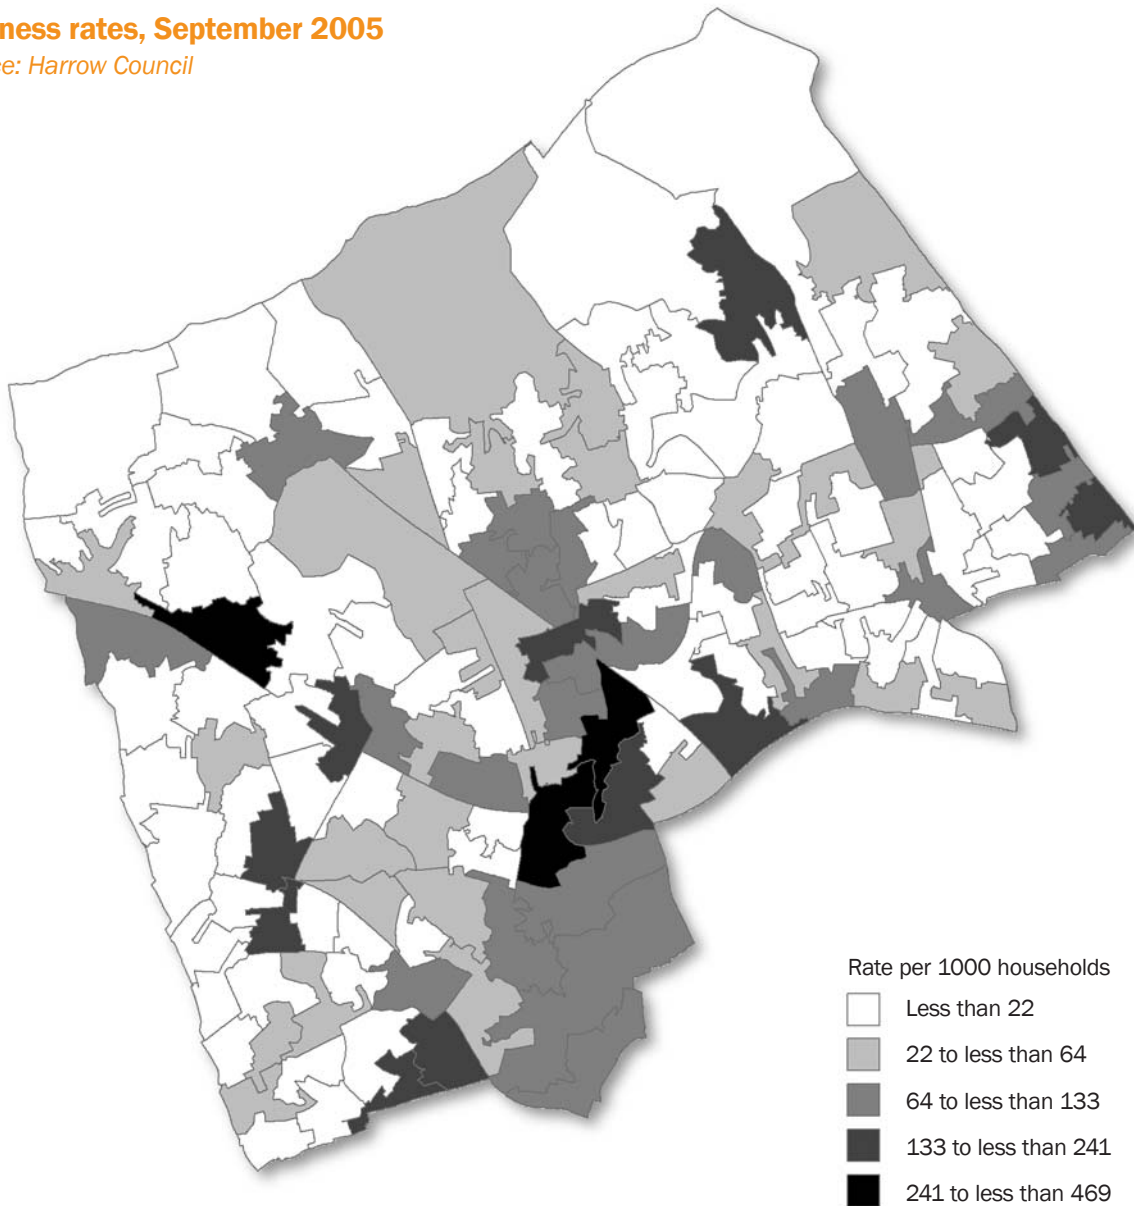 ness rates, September 2005
ce: Harrow Council
Rate per 1000 households
Less than 22
22 to less than 64
64 to less than 133
133 to less than 241
241 to less than 469